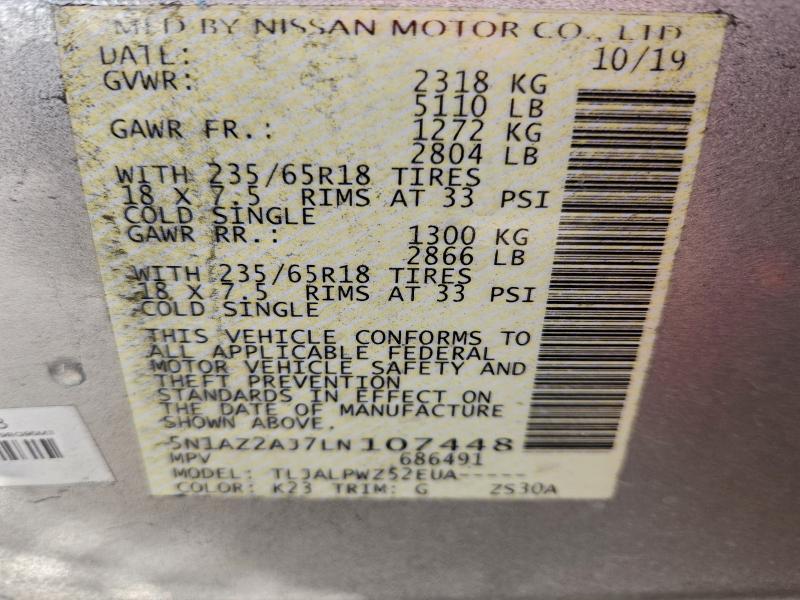 MFD BY NISSAN MOTOR CO., LTD
DATE: 10/19
GVWR: 2318 KG
5110 LB
GAWR FR.: 1272 KG
2804 LB
WITH 235/65R18 TIRES
18 X 7.5 RIMS AT 33 PSI
COLD SINGLE
GAWR RR.: 1300 KG
2866 LB
WITH 235/65R18 TIRES
18 X 7.5 RIMS AT 33 PSI
COLD SINGLE
THIS VEHICLE CONFORMS TO
ALL APPLICABLE FEDERAL
MOTOR VEHICLE SAFETY AND
THEFT PREVENTION
STANDARDS IN EFFECT ON
THE DATE OF MANUFACTURE
SHOWN ABOVE.
5N1AZ2AJ7LN107448
MPV 686491
MODEL: TLJALPWZ52EUA-----
COLOR: K23 TRIM: G ZS30A